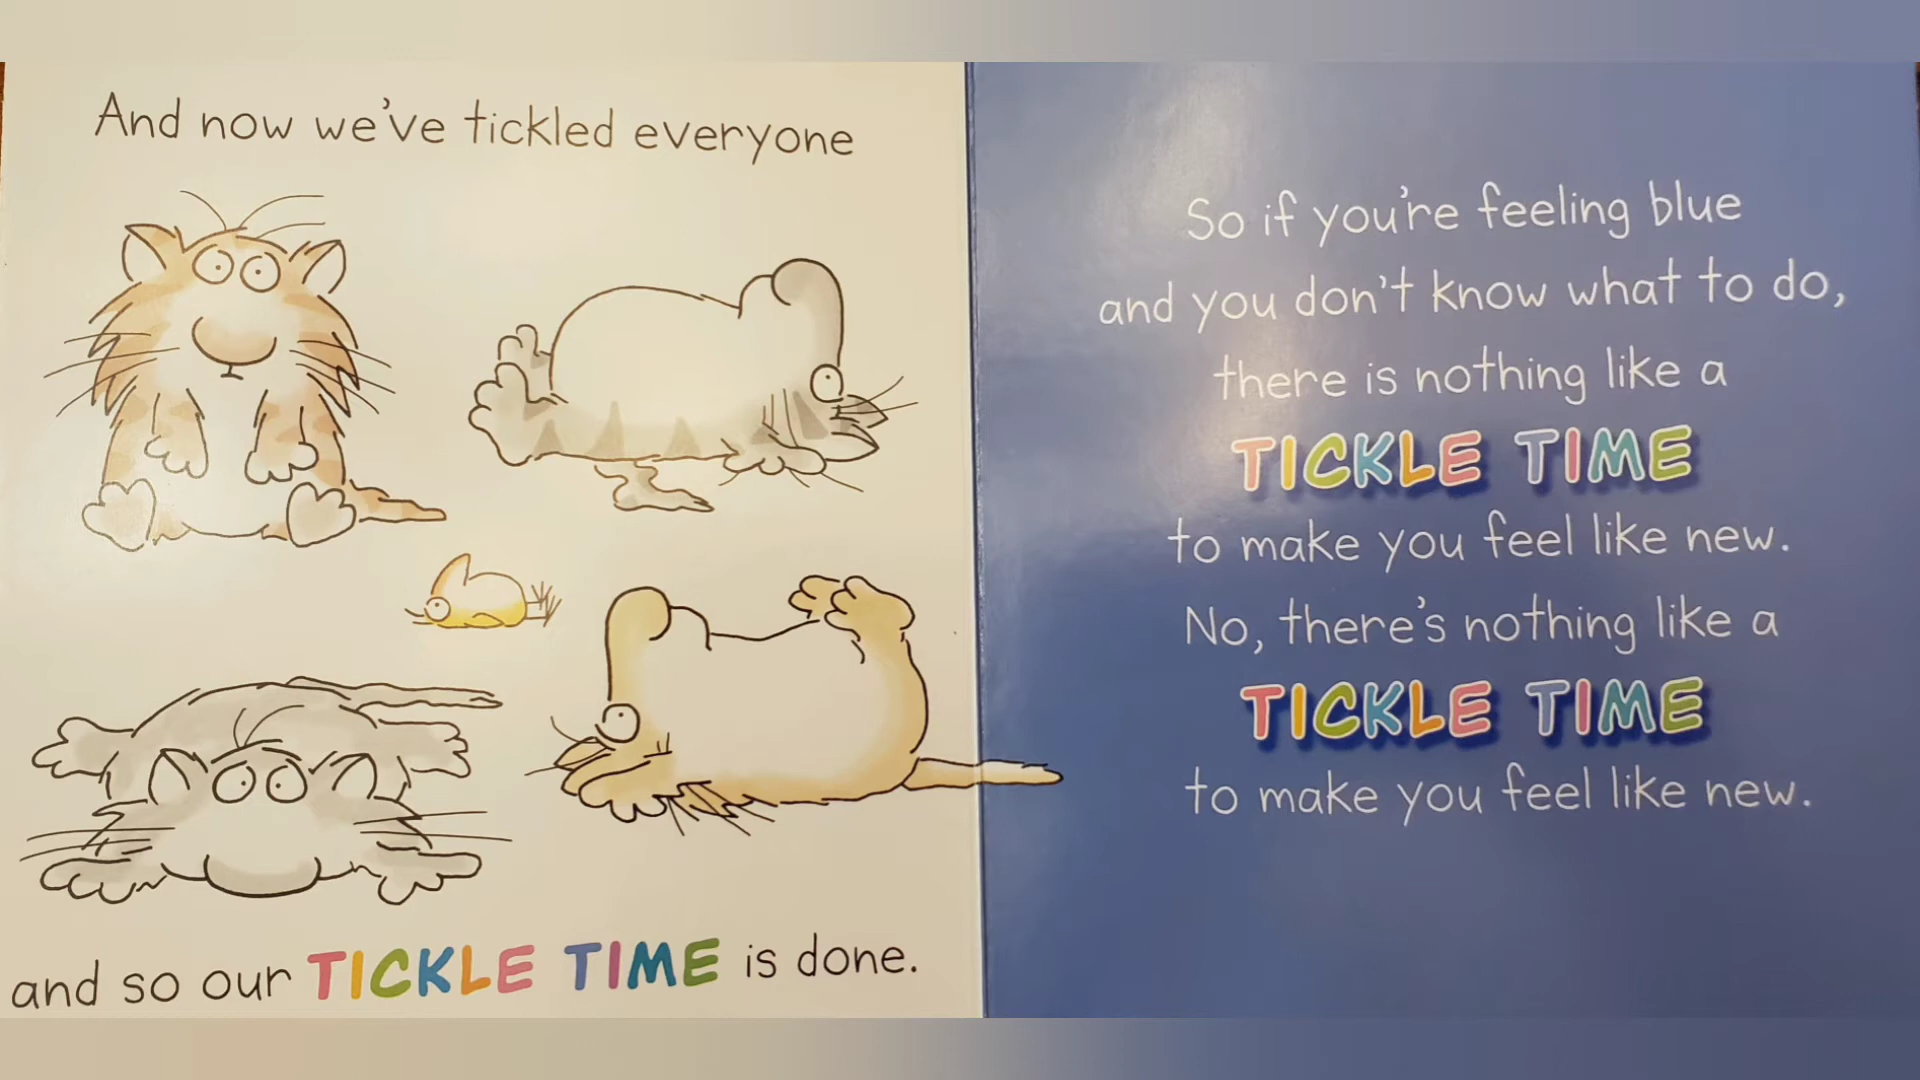 And now we've tickled everyone
and so our TICKLE TIME is done.
So if you're feeling blue
and you don't know what to do,
there is nothing like a
TICKLE TIME
to make you feel like new.
No, there's nothing like a
TICKLE TIME
to make you feel like new.